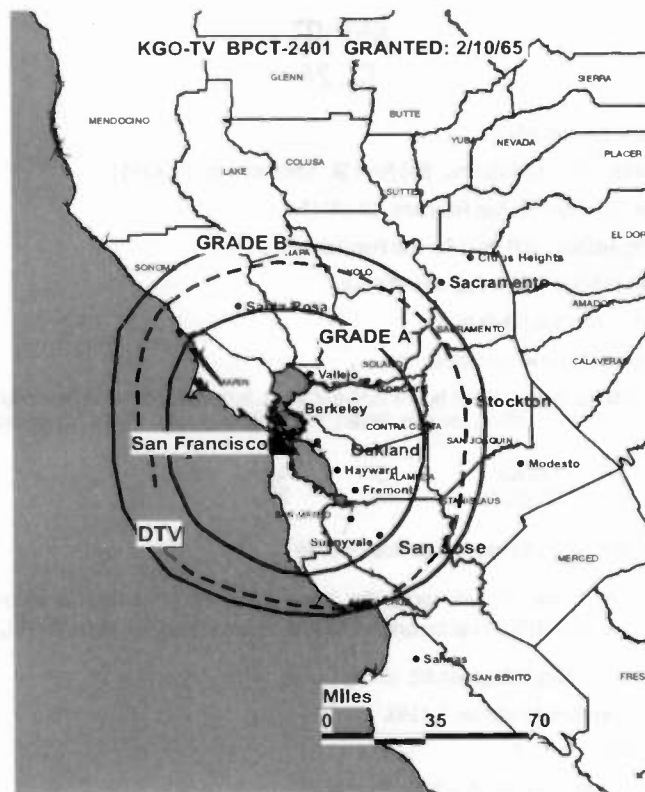 KGO-TV BPCT-2401 GRANTED: 2/10/65
GLENN
SIERRA
BUTTE
MENDOCINO
YUBA
NEVADA
PLACER
COLUSA
LAKE
SUTTER
EL DOR
GRADE B
SONOMA
NAPA
YOLO
Citrus Heights
Sacramento
Santa Rosa
AMADOR
GRADE A
SACRAMENTO
SOLANO
CALAVERAS
Vallejo
MARIN
Concord
Berkeley
Stockton
CONTRA COSTA
San Francisco
Oakland
SAN JOAQUIN
Hayward
Modesto
ALAMEDA
Fremont
STANISLAUS
SAN MATEO
DTV
Sunnyvale
San Jose
MERCED
Salinas
SAN BENITO
FRES
Miles
0 35 70